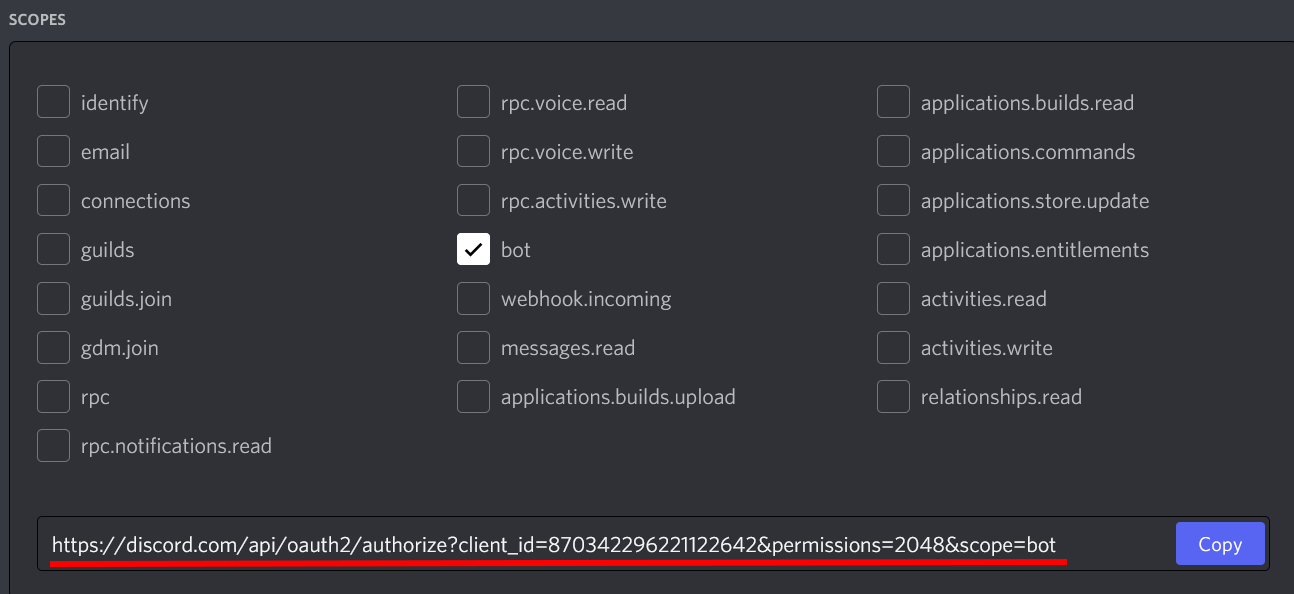 SCOPES
identify
email
connections
guilds
guilds.join
gdm.join
rpc
rpc.notifications.read
rpc.voice.read
rpc.voice.write
rpc.activities.write
bot
webhook.incoming
messages.read
applications.builds.upload
applications.builds.read
applications.commands
applications.store.update
applications.entitlements
activities.read
activities.write
relationships.read
https://discord.com/api/oauth2/authorize?client_id=870342296221122642&permissions=2048&scope=bot
Copy